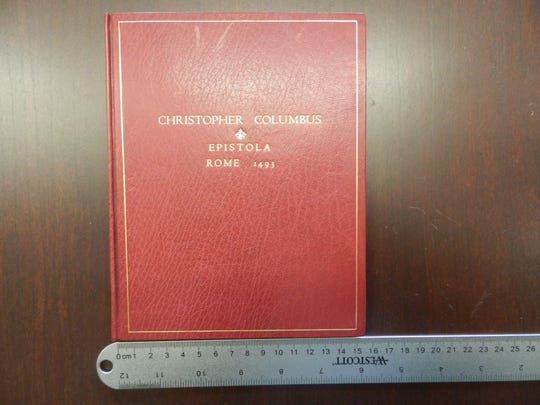 CHRISTOPHER COLUMBUS
EPISTOLA
ROME 1493
0 cm 1 2 3 4 5 6 7 8 9 10 11 12 13 14 15 16 17 18 19 20 21 22 23 24 25 26
WESTCOTT
12 11 10 9 8 7 6 5 4 3 2